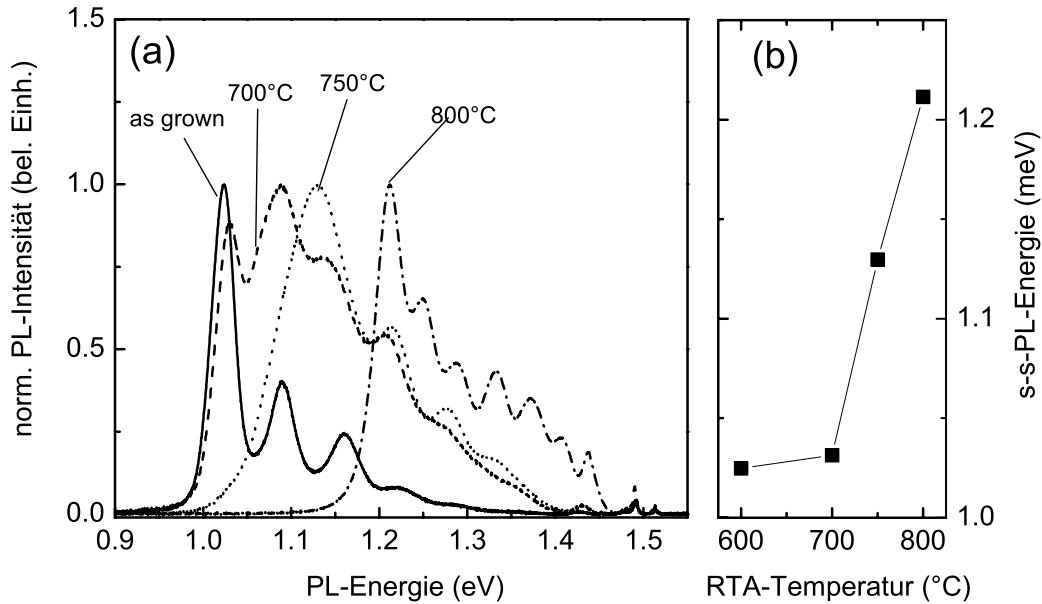 (a)
(b)
as grown
700°C
750°C
800°C
norm. PL-Intensität (bel. Einh.)
1.5
1.0
0.5
0.0
0.9 1.0 1.1 1.2 1.3 1.4 1.5
PL-Energie (eV)
s-s-PL-Energie (meV)
1.2
1.1
1.0
600 700 800
RTA-Temperatur (°C)